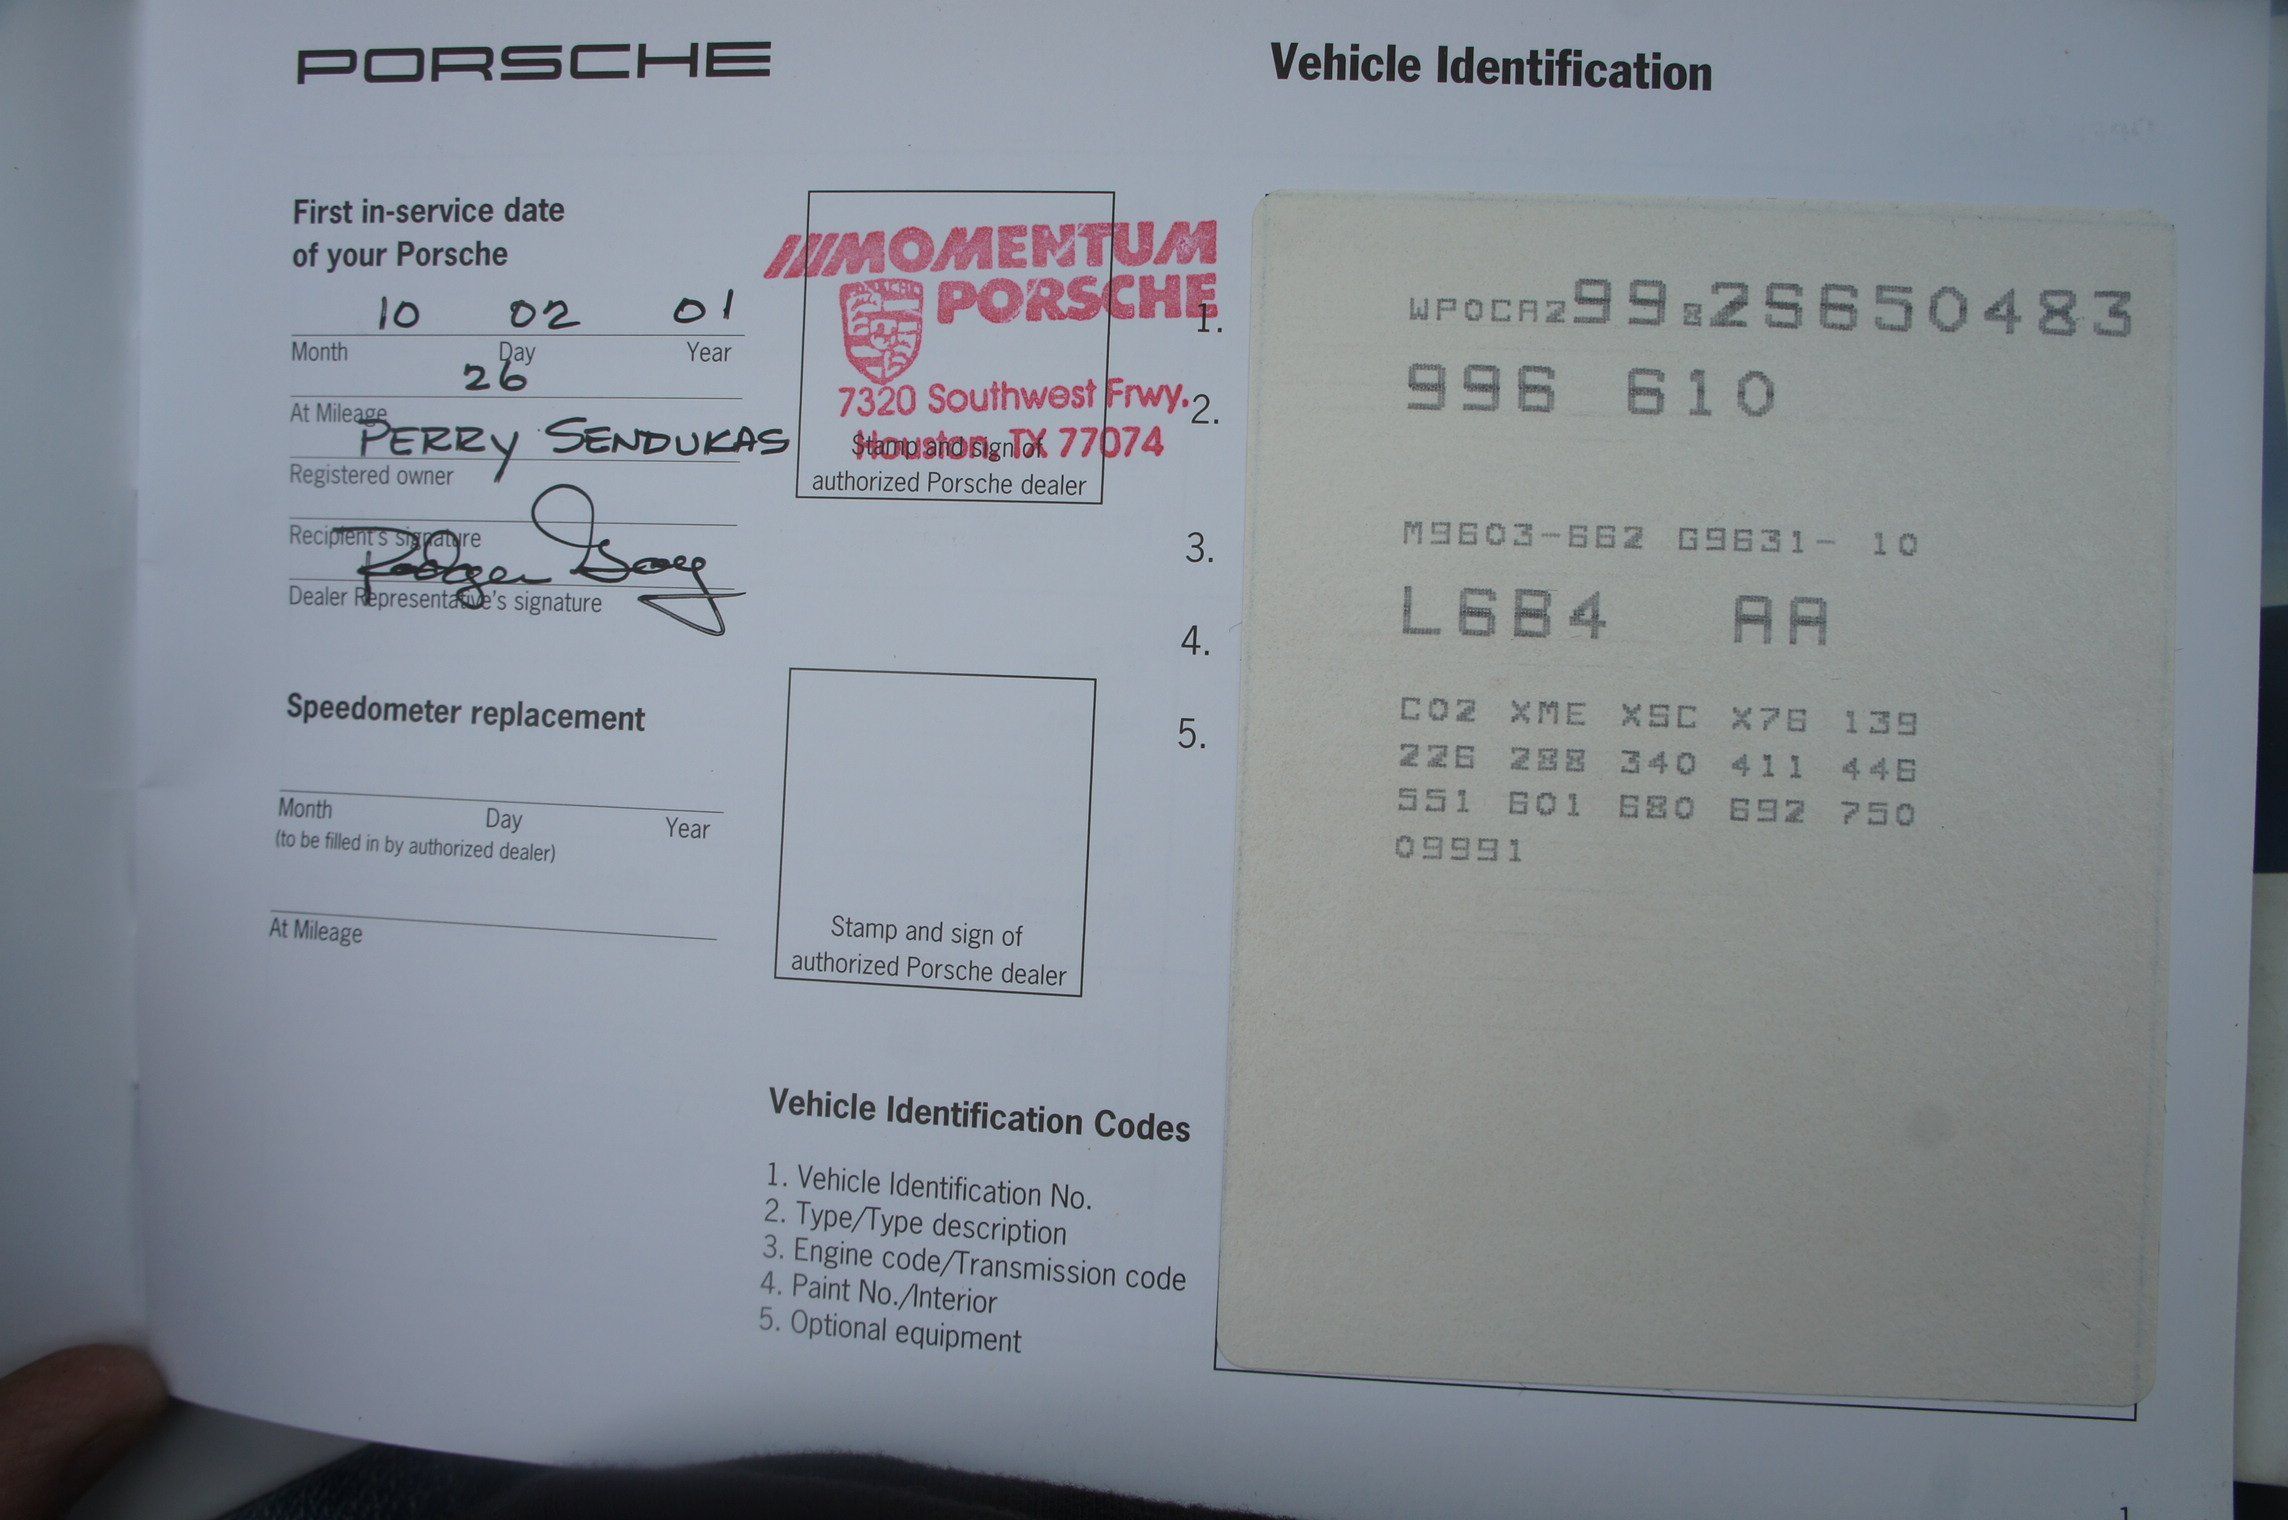 PORSCHE
Vehicle Identification
First in-service date
of your Porsche
10 02 01
Month Day Year
26
At Mileage
PERRY SENDUKAS
Registered owner
Recipient's signature
Dealer Representative's signature
MOMENTUM
PORSCHE
7320 Southwest Frwy.
Houston, TX 77074
Stamp and sign of
authorized Porsche dealer
Speedometer replacement
Month Day Year
(to be filled in by authorized dealer)
At Mileage
Stamp and sign of
authorized Porsche dealer
Vehicle Identification Codes
1. Vehicle Identification No.
2. Type/Type description
3. Engine code/Transmission code
4. Paint No./Interior
5. Optional equipment
1. WP0CA29982S650483
2. 996 610
3. M9603-662 G9631- 10
4. L6B4 AA
5. C02 XME XSC X76 139
226 288 340 411 446
551 601 680 692 750
09991
1